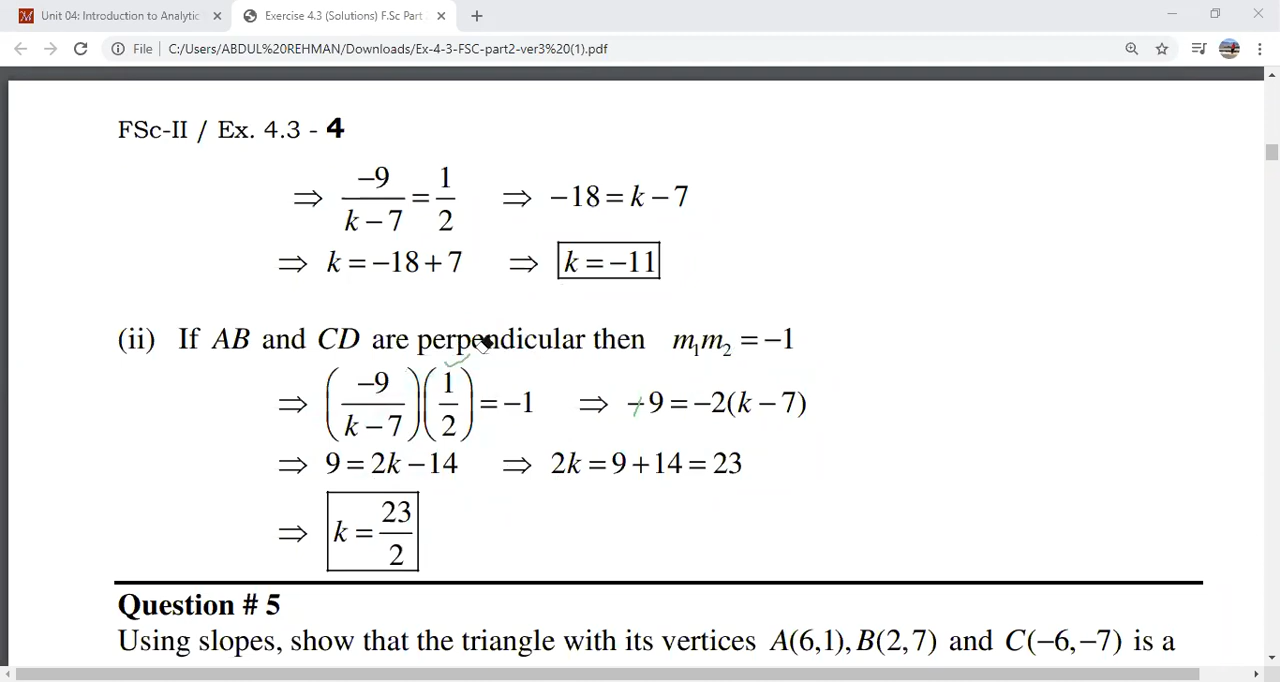 Unit 04: Introduction to Analytic
Exercise 4.3 (Solutions) F.Sc Part
File C:/Users/ABDUL%20REHMAN/Downloads/Ex-4-3-FSC-part2-ver3%20(1).pdf
FSc-II / Ex. 4.3 - 4
⇒ −9/(k−7) = 1/2 ⇒ −18 = k − 7
⇒ k = −18 + 7 ⇒ k = −11
(ii) If AB and CD are perpendicular then m₁m₂ = −1
⇒ (−9/(k−7))(1/2) = −1 ⇒ −9 = −2(k − 7)
⇒ 9 = 2k − 14 ⇒ 2k = 9 + 14 = 23
⇒ k = 23/2
Question # 5
Using slopes, show that the triangle with its vertices A(6,1), B(2,7) and C(−6,−7) is a